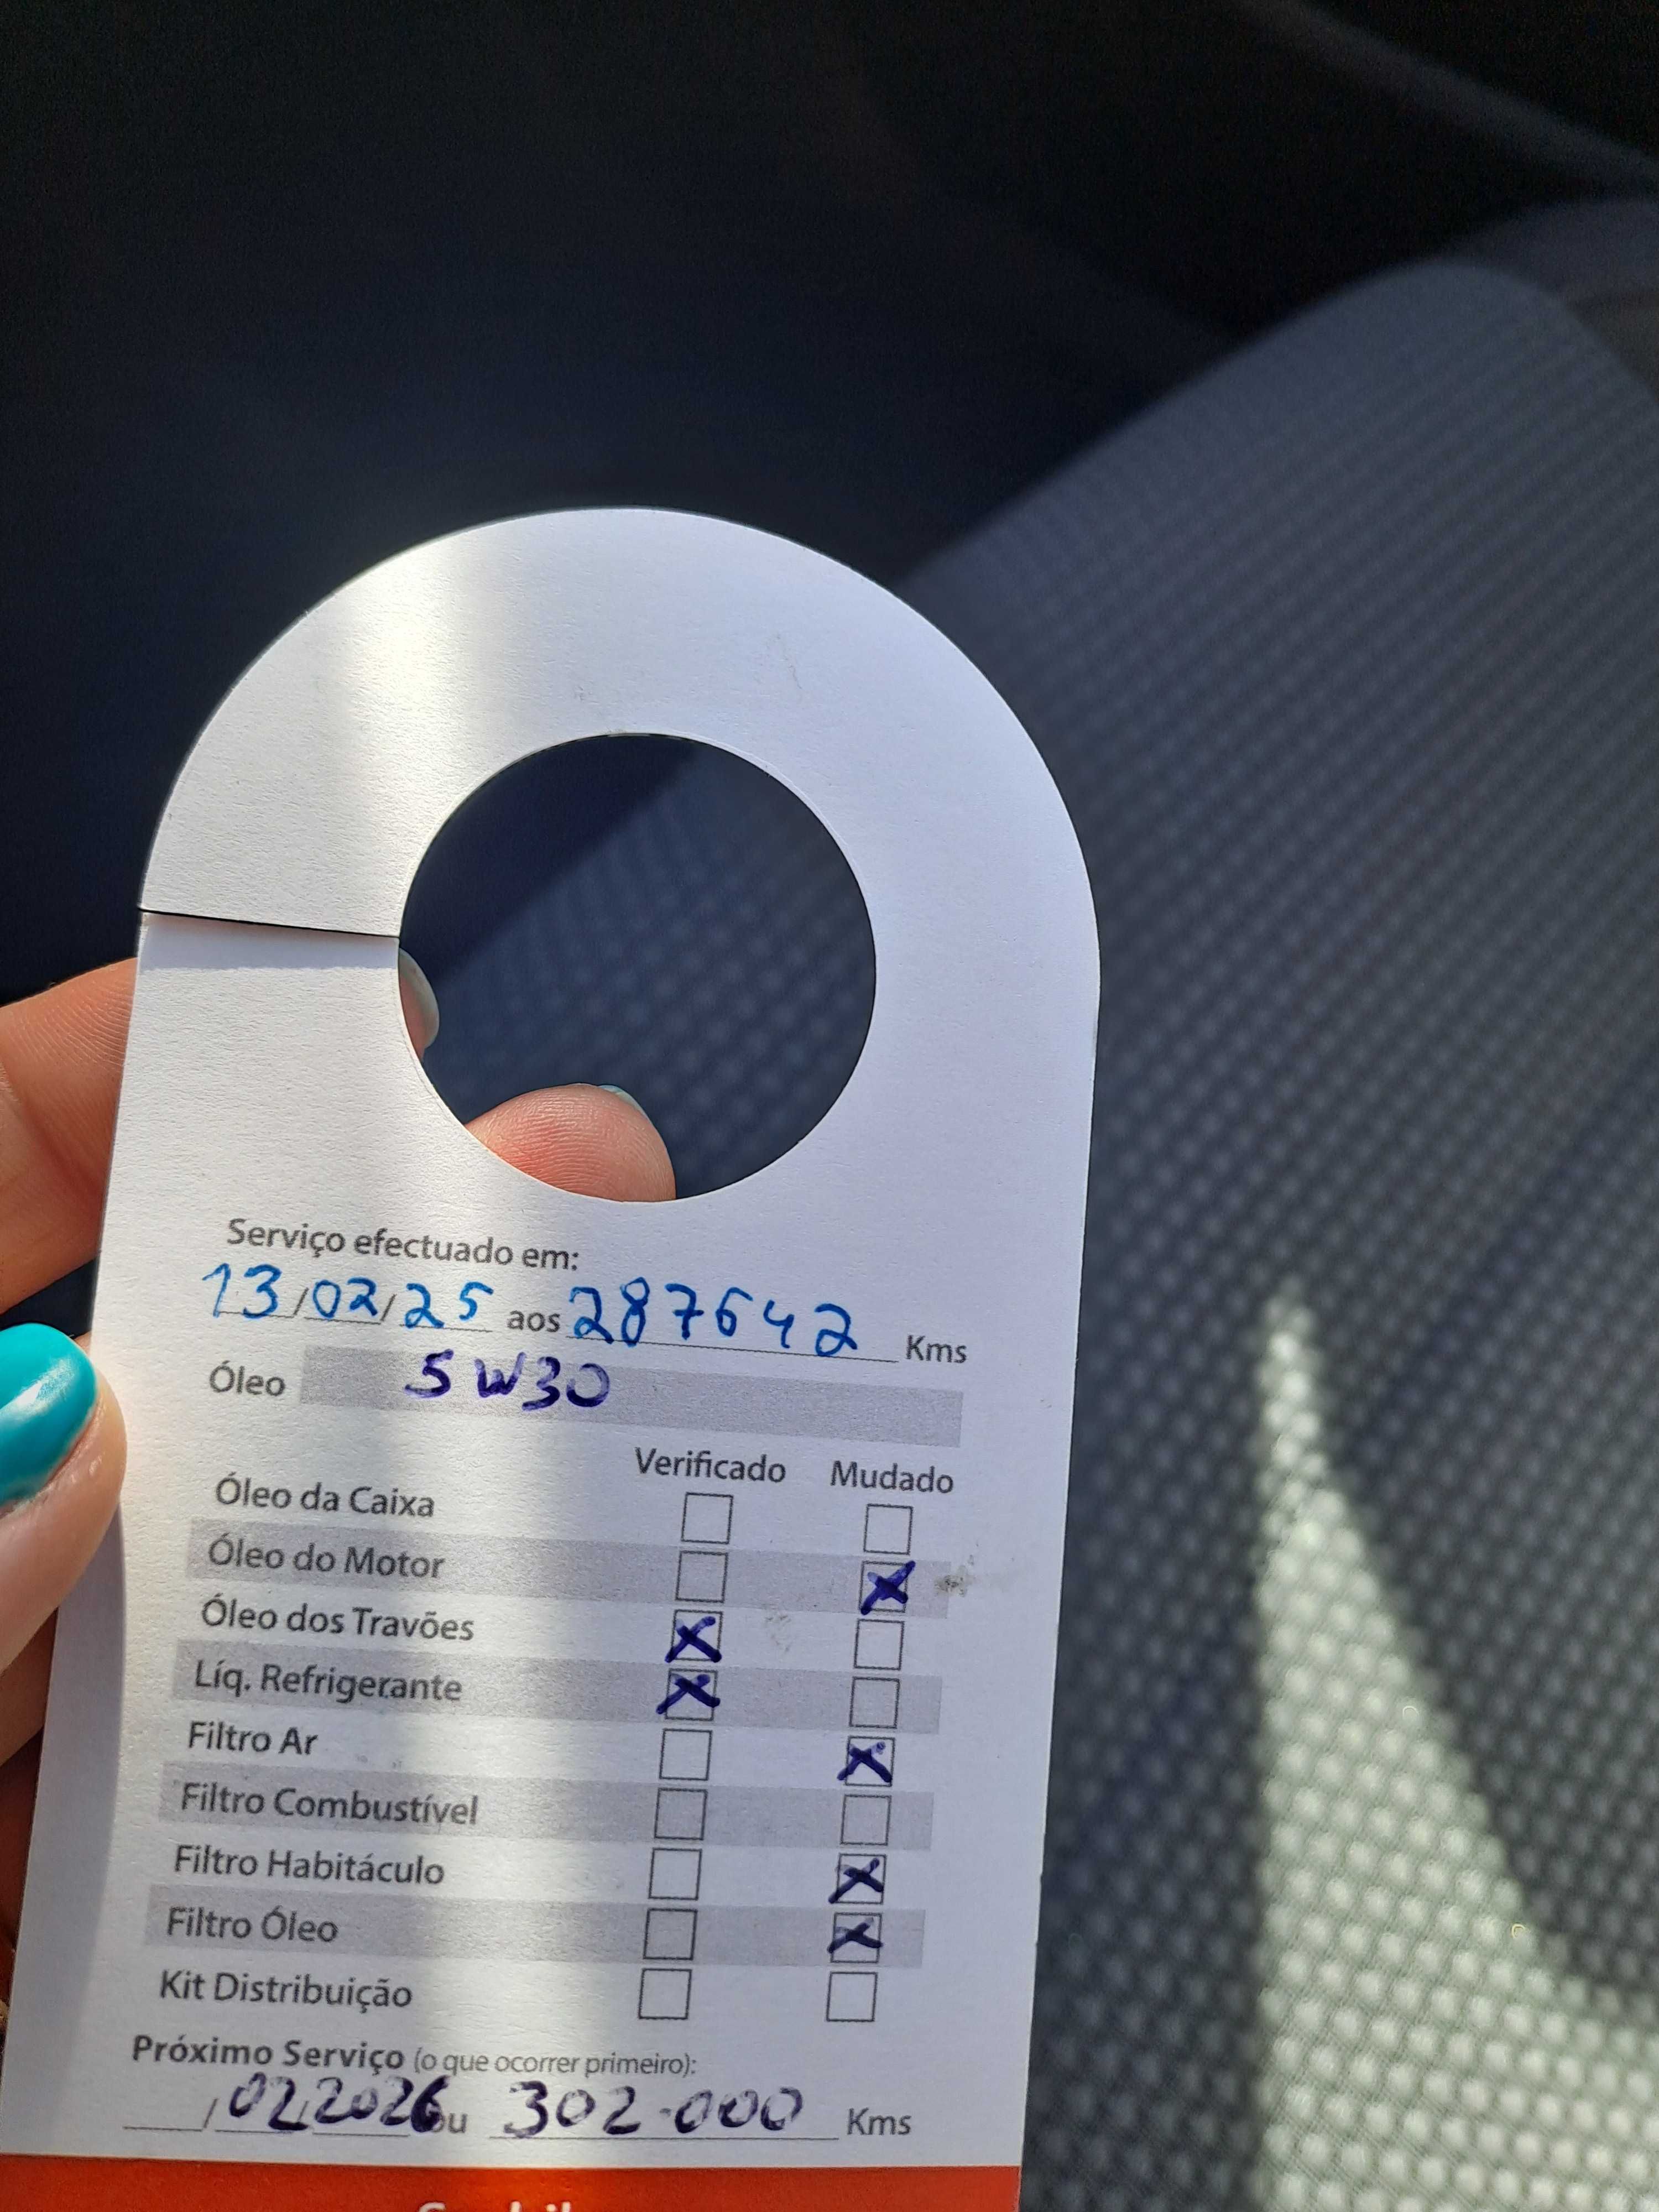 Serviço efectuado em:
13/02/25 aos 287642 Kms
Óleo 5W30
Verificado Mudado
Óleo da Caixa
Óleo do Motor X
Óleo dos Travões X
Líq. Refrigerante X
Filtro Ar X
Filtro Combustível
Filtro Habitáculo X
Filtro Óleo X
Kit Distribuição
Próximo Serviço (o que ocorrer primeiro):
/02/2026 ou 302.000 Kms